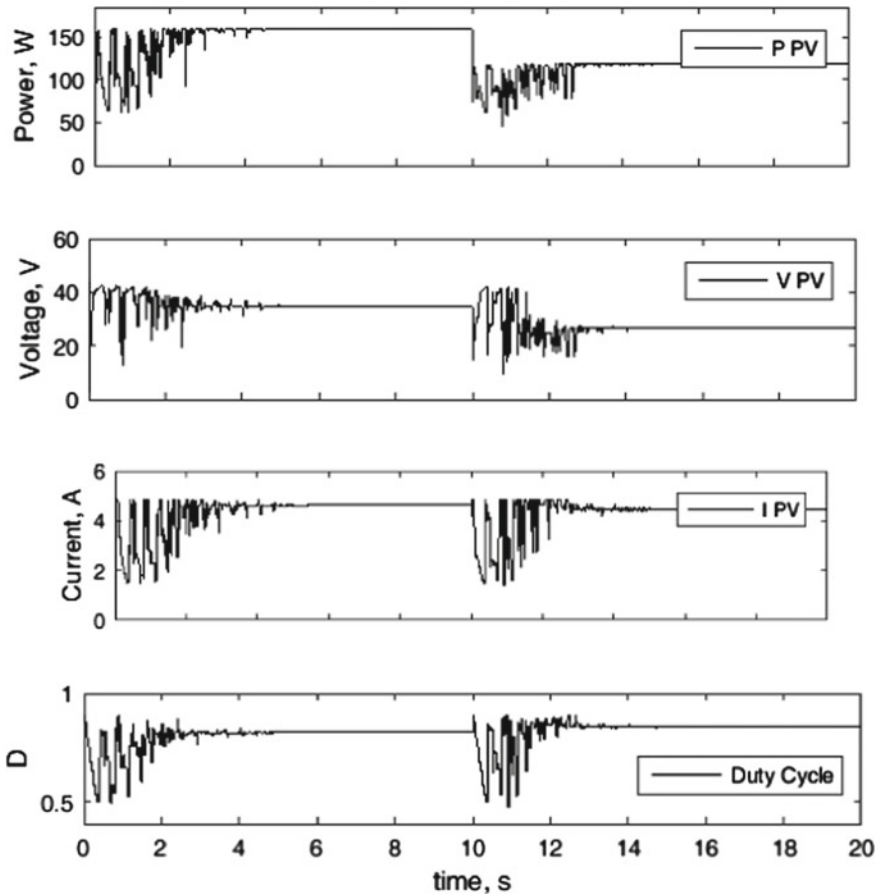 Power, W
150
100
50
0
P PV
Voltage, V
60
40
20
0
V PV
Current, A
6
4
2
0
I PV
D
1
0.5
Duty Cycle
0 2 4 6 8 10 12 14 16 18 20
time, s